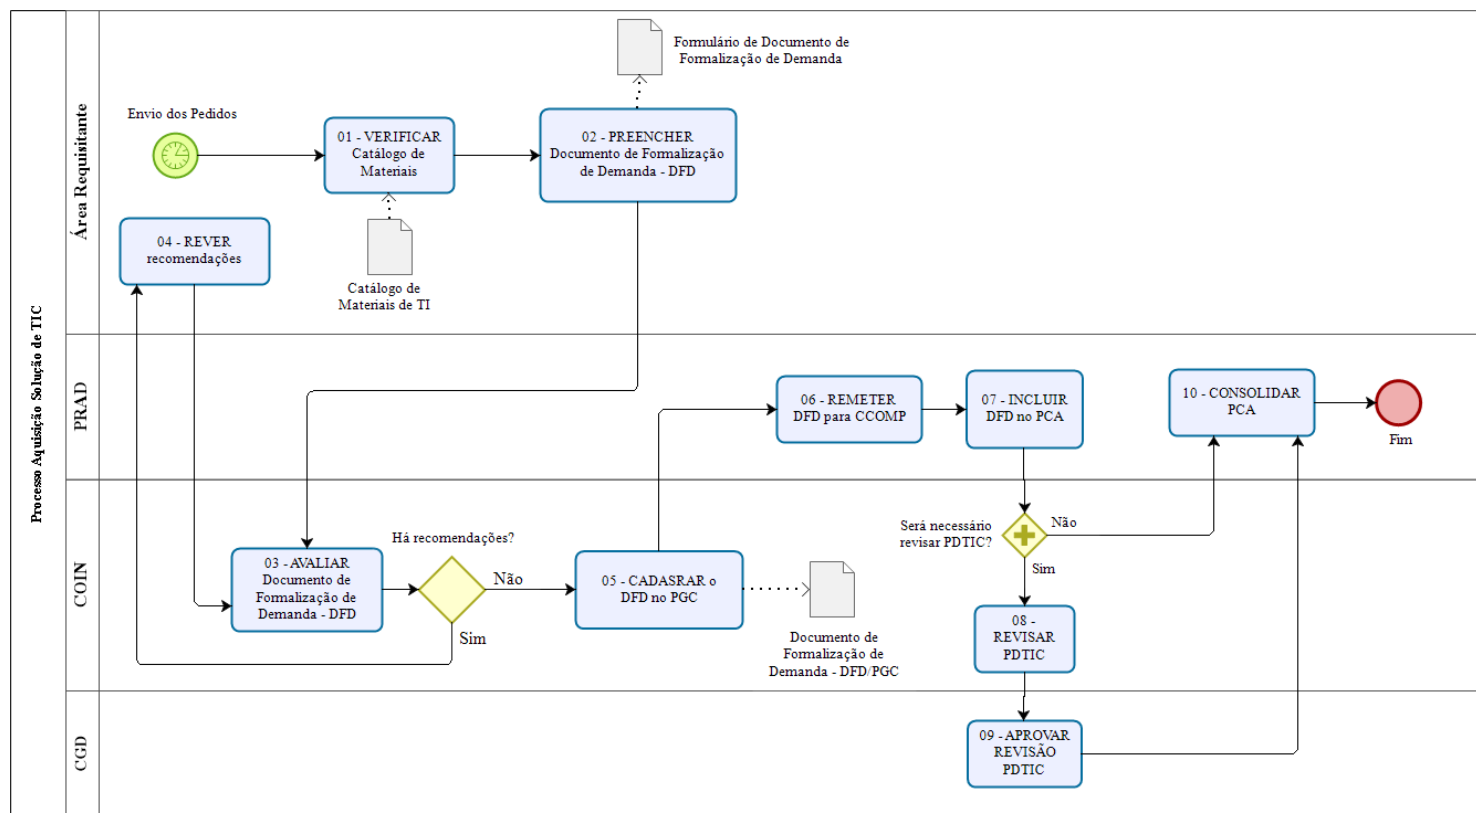 Processo Aquisição Solução de TIC
Área Requisitante
Envio dos Pedidos
01 - VERIFICAR
Catálogo de
Materiais
02 - PREENCHER
Documento de Formalização
de Demanda - DFD
Formulário de Documento de
Formalização de Demanda
04 - REVER
recomendações
Catálogo de
Materiais de TI
PRAD
06 - REMETER
DFD para CCOMP
07 - INCLUIR
DFD no PCA
10 - CONSOLIDAR
PCA
Fim
COIN
03 - AVALIAR
Documento de
Formalização de
Demanda - DFD
Há recomendações?
Não
Sim
05 - CADASRAR o
DFD no PGC
Documento de
Formalização de
Demanda - DFD/PGC
Será necessário
revisar PDTIC?
Não
Sim
08 -
REVISAR
PDTIC
CGD
09 - APROVAR
REVISÃO
PDTIC